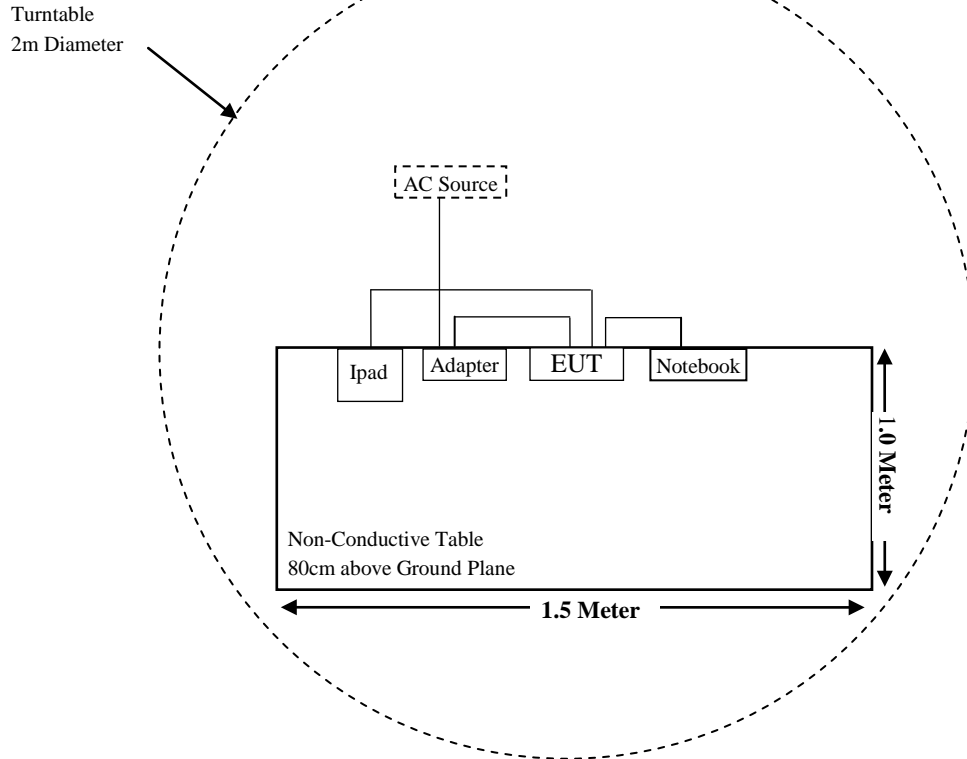 Turntable
2m Diameter
AC Source
Ipad
Adapter
EUT
Notebook
1.0 Meter
Non-Conductive Table
80cm above Ground Plane
1.5 Meter